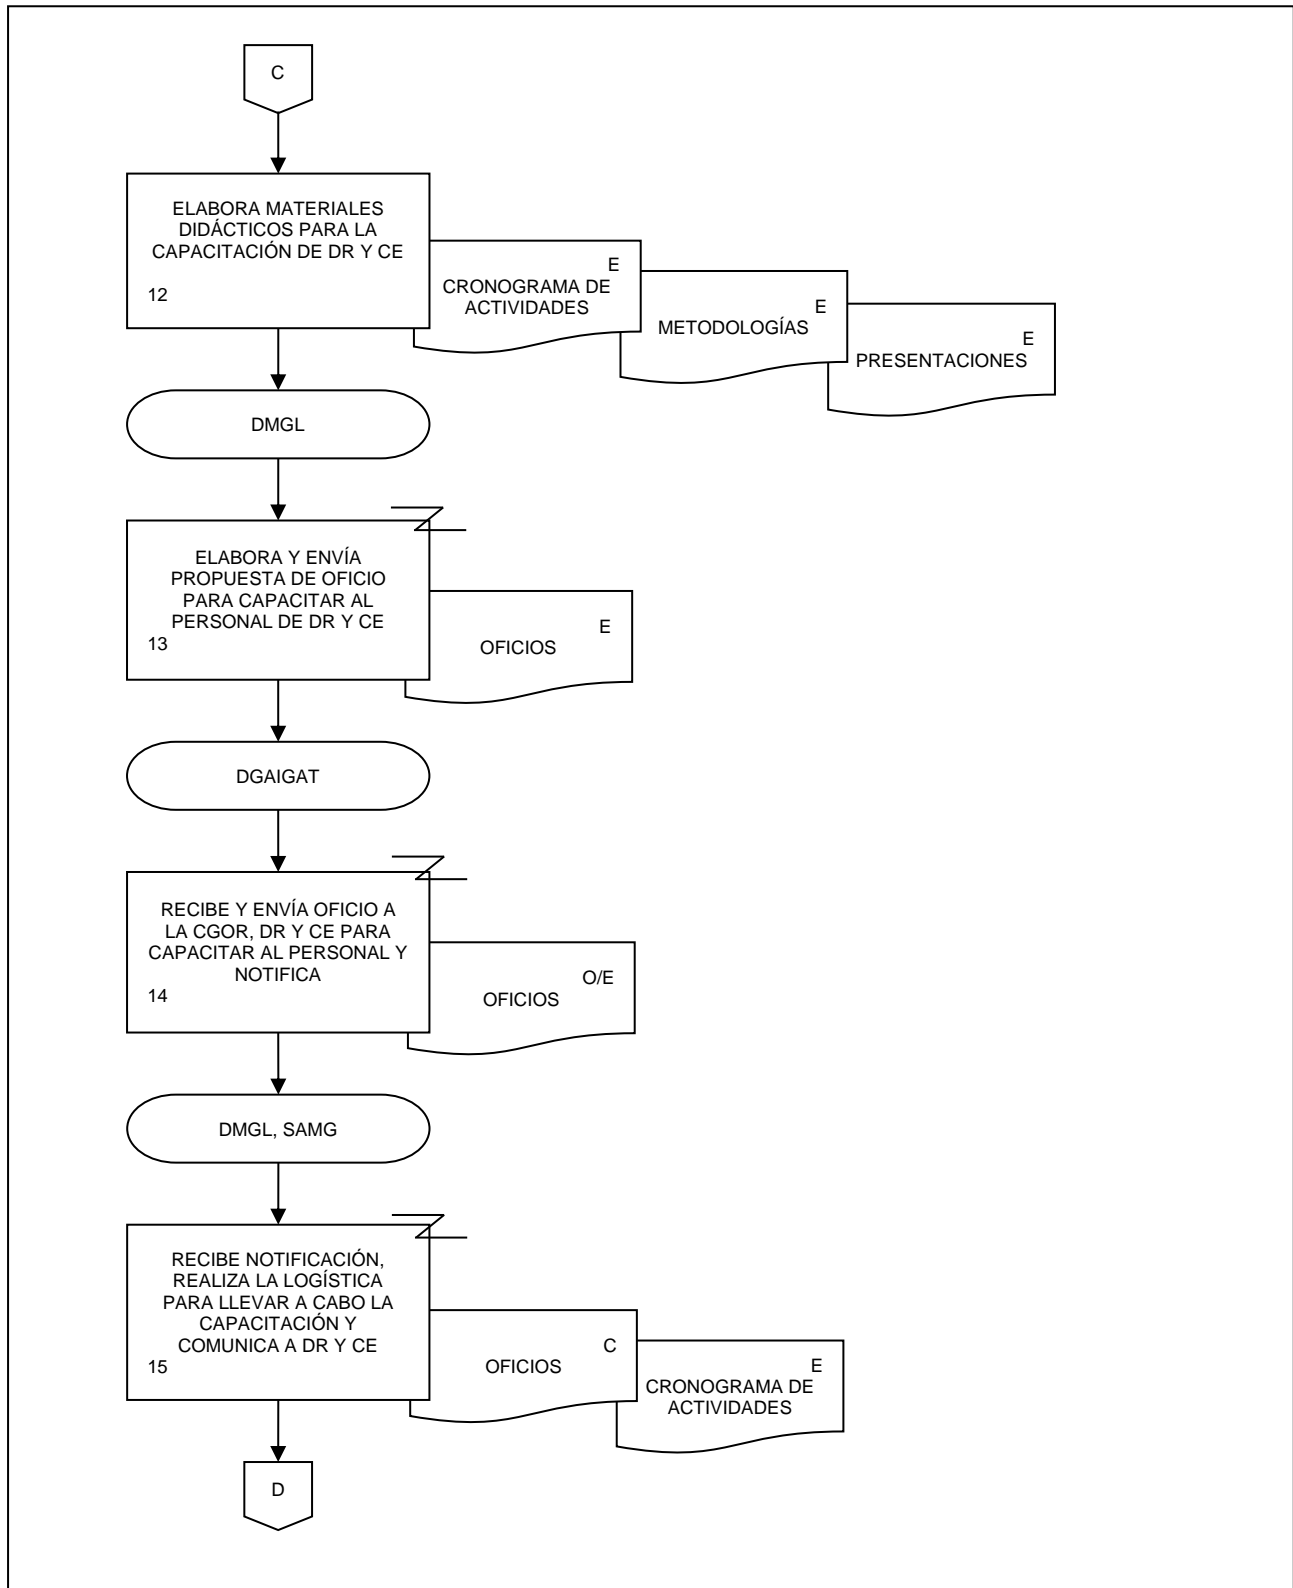 C
ELABORA MATERIALES
DIDÁCTICOS PARA LA
CAPACITACIÓN DE DR Y CE
12
E
CRONOGRAMA DE
ACTIVIDADES
E
METODOLOGÍAS
E
PRESENTACIONES
DMGL
ELABORA Y ENVÍA
PROPUESTA DE OFICIO
PARA CAPACITAR AL
PERSONAL DE DR Y CE
13
E
OFICIOS
DGAIGAT
RECIBE Y ENVÍA OFICIO A
LA CGOR, DR Y CE PARA
CAPACITAR AL PERSONAL Y
NOTIFICA
14
O/E
OFICIOS
DMGL, SAMG
RECIBE NOTIFICACIÓN,
REALIZA LA LOGÍSTICA
PARA LLEVAR A CABO LA
CAPACITACIÓN Y
COMUNICA A DR Y CE
15
C
OFICIOS
E
CRONOGRAMA DE
ACTIVIDADES
D